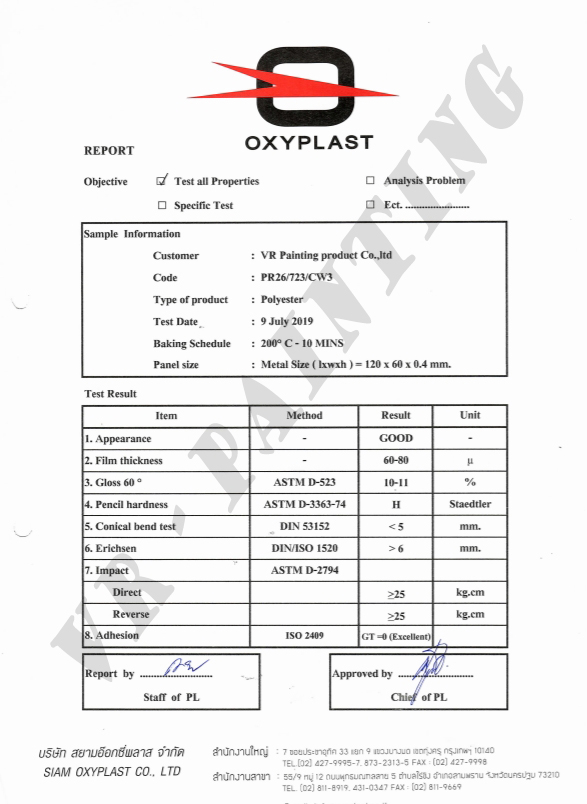 OXYPLAST
REPORT
Objective ☑ Test all Properties ☐ Analysis Problem
☐ Specific Test ☐ Ect. ........................
Sample Information
Customer : VR Painting product Co.,ltd
Code : PR26/723/CW3
Type of product : Polyester
Test Date : 9 July 2019
Baking Schedule : 200° C - 10 MINS
Panel size : Metal Size ( lxwxh ) = 120 x 60 x 0.4 mm.
Test Result
Item Method Result Unit
1. Appearance - GOOD -
2. Film thickness - 60-80 µ
3. Gloss 60 ° ASTM D-523 10-11 %
4. Pencil hardness ASTM D-3363-74 H Staedtler
5. Conical bend test DIN 53152 < 5 mm.
6. Erichsen DIN/ISO 1520 > 6 mm.
7. Impact ASTM D-2794
Direct ≥25 kg.cm
Reverse ≥25 kg.cm
8. Adhesion ISO 2409 GT =0 (Excellent)
Report by ........................ Approved by ........................
Staff of PL Chief of PL
VR - PAINTING
บริษัท สยามอ๊อกซี่พลาส จำกัด สำนักงานใหญ่ : 7 ซอยประชาอุทิศ 33 แยก 9 แขวงบางมด เขตทุ่งครุ กรุงเทพฯ 10140
SIAM OXYPLAST CO., LTD TEL.(02) 427-9995-7, 873-2313-5 FAX : (02) 427-9998
สำนักงานสาขา : 55/9 หมู่ 12 ถนนพุทธมณฑลสาย 5 ตำบลไร่ขิง อำเภอสามพราน จังหวัดนครปฐม 73210
TEL. (02) 811-8919, 431-0347 FAX : (02) 811-9669